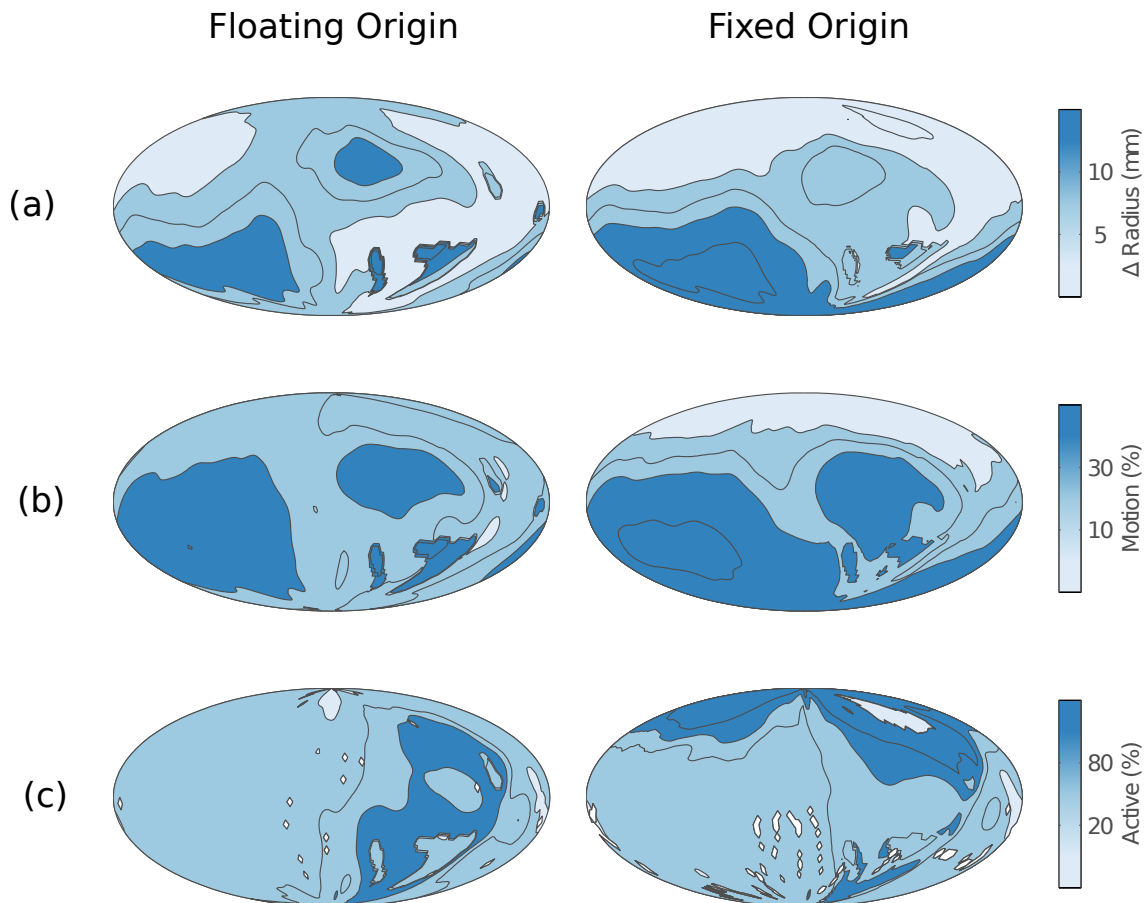 Floating Origin
Fixed Origin
(a)
10
5
Δ Radius (mm)
(b)
30
10
Motion (%)
(c)
80
20
Active (%)